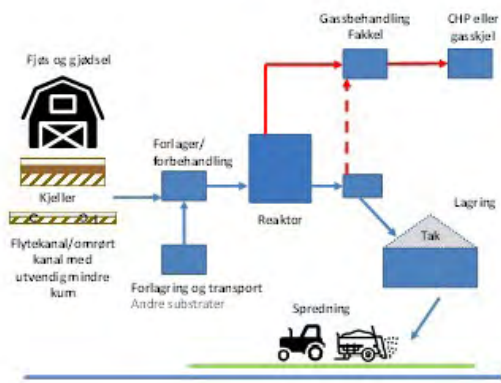 Gassbehandling
Fakkel
CHP eller
gasskjel
Fjøs og gjødsel
Forlager/
forbehandling
Kjeller
Reaktor
Lagring
Tak
Flytekanal/omrørt
kanal med
utvendig mindre
kum
Forlagring og transport
Andre substrater
Spredning